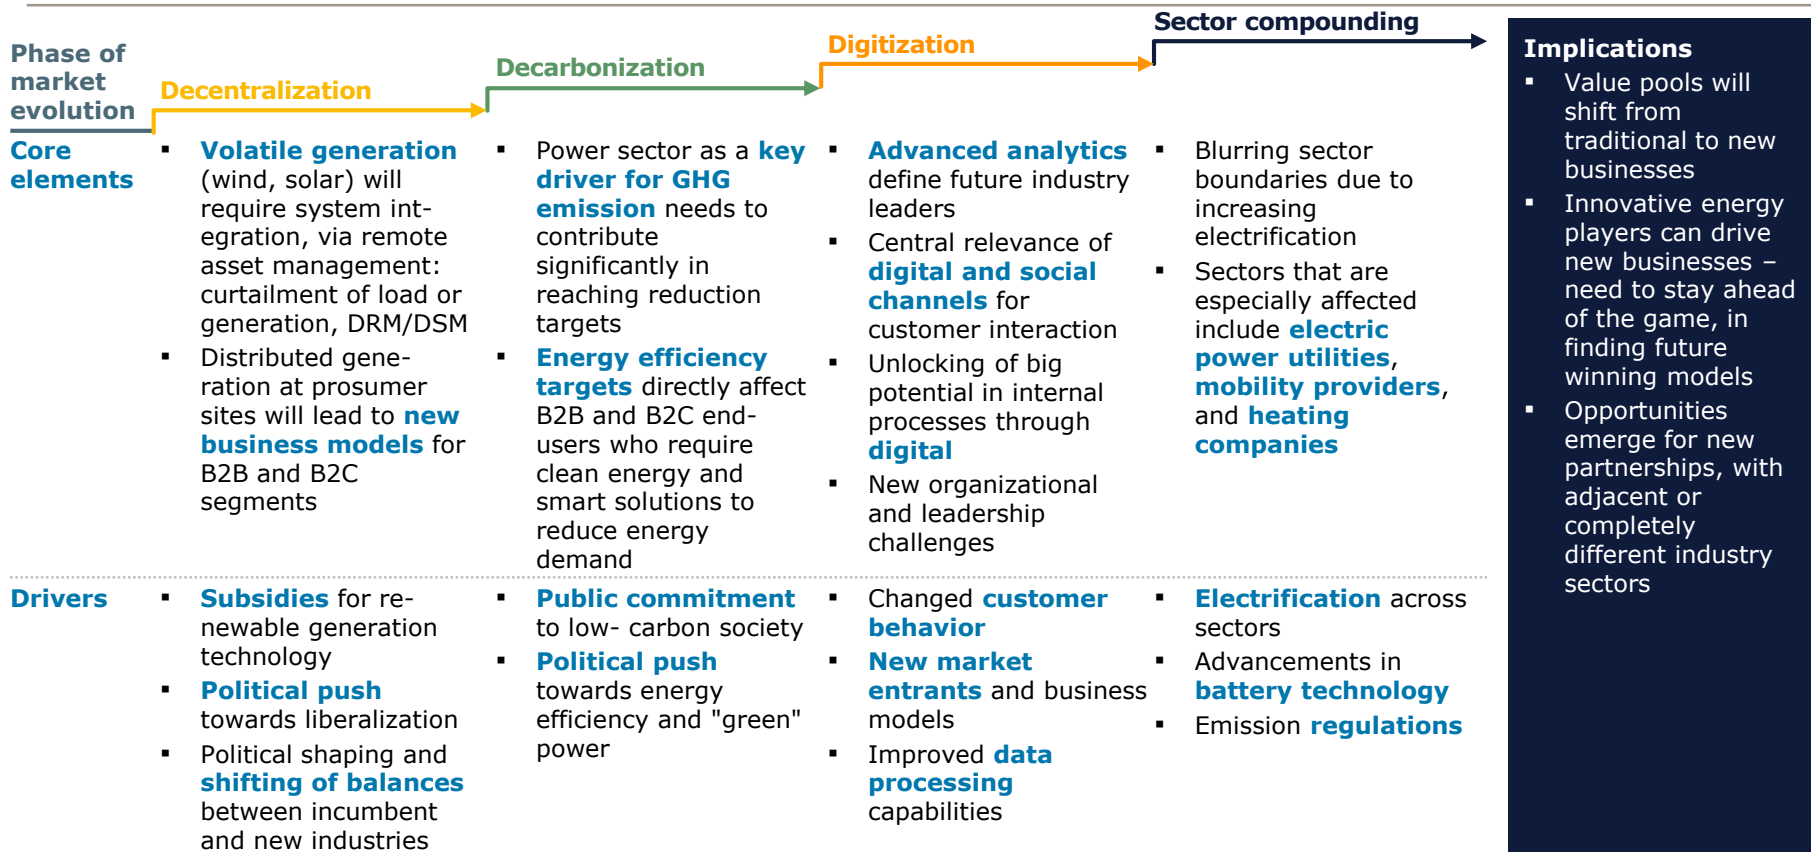 Phase of
market
evolution
Decentralization
Decarbonization
Digitization
Sector compounding
Core
elements
▪ Volatile generation
(wind, solar) will
require system int-
egration, via remote
asset management:
curtailment of load or
generation, DRM/DSM
▪ Distributed gene-
ration at prosumer
sites will lead to new
business models for
B2B and B2C
segments
▪ Power sector as a key
driver for GHG
emission needs to
contribute
significantly in
reaching reduction
targets
▪ Energy efficiency
targets directly affect
B2B and B2C end-
users who require
clean energy and
smart solutions to
reduce energy
demand
▪ Advanced analytics
define future industry
leaders
▪ Central relevance of
digital and social
channels for
customer interaction
▪ Unlocking of big
potential in internal
processes through
digital
▪ New organizational
and leadership
challenges
▪ Blurring sector
boundaries due to
increasing
electrification
▪ Sectors that are
especially affected
include electric
power utilities,
mobility providers,
and heating
companies
Drivers
▪ Subsidies for re-
newable generation
technology
▪ Political push
towards liberalization
▪ Political shaping and
shifting of balances
between incumbent
and new industries
▪ Public commitment
to low- carbon society
▪ Political push
towards energy
efficiency and "green"
power
▪ Changed customer
behavior
▪ New market
entrants and business
models
▪ Improved data
processing
capabilities
▪ Electrification across
sectors
▪ Advancements in
battery technology
▪ Emission regulations
Implications
▪ Value pools will
shift from
traditional to new
businesses
▪ Innovative energy
players can drive
new businesses –
need to stay ahead
of the game, in
finding future
winning models
▪ Opportunities
emerge for new
partnerships, with
adjacent or
completely
different industry
sectors